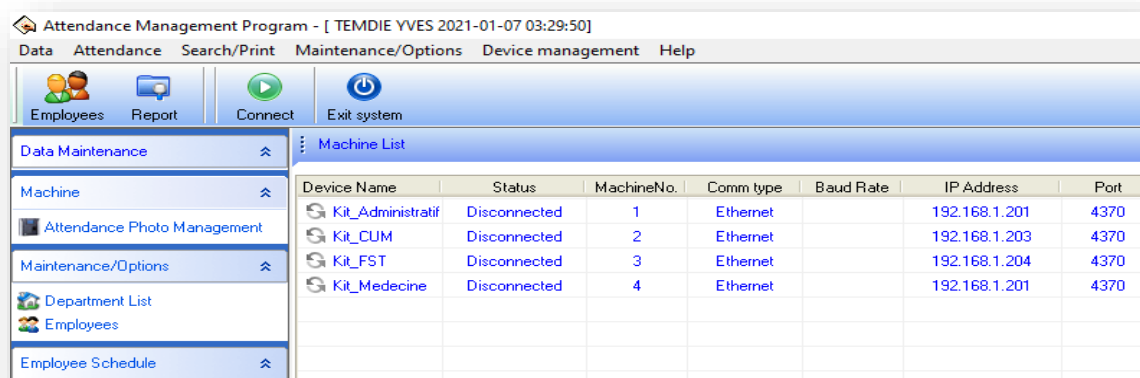 Attendance Management Program - [ TEMDIE YVES 2021-01-07 03:29:50]
Data Attendance Search/Print Maintenance/Options Device management Help
Employees Report Connect Exit system
Data Maintenance
Machine
Attendance Photo Management
Maintenance/Options
Department List
Employees
Employee Schedule
Machine List
Device Name Status MachineNo. Comm type Baud Rate IP Address Port
Kit_Administratif Disconnected 1 Ethernet 192.168.1.201 4370
Kit_CUM Disconnected 2 Ethernet 192.168.1.203 4370
Kit_FST Disconnected 3 Ethernet 192.168.1.204 4370
Kit_Medecine Disconnected 4 Ethernet 192.168.1.201 4370